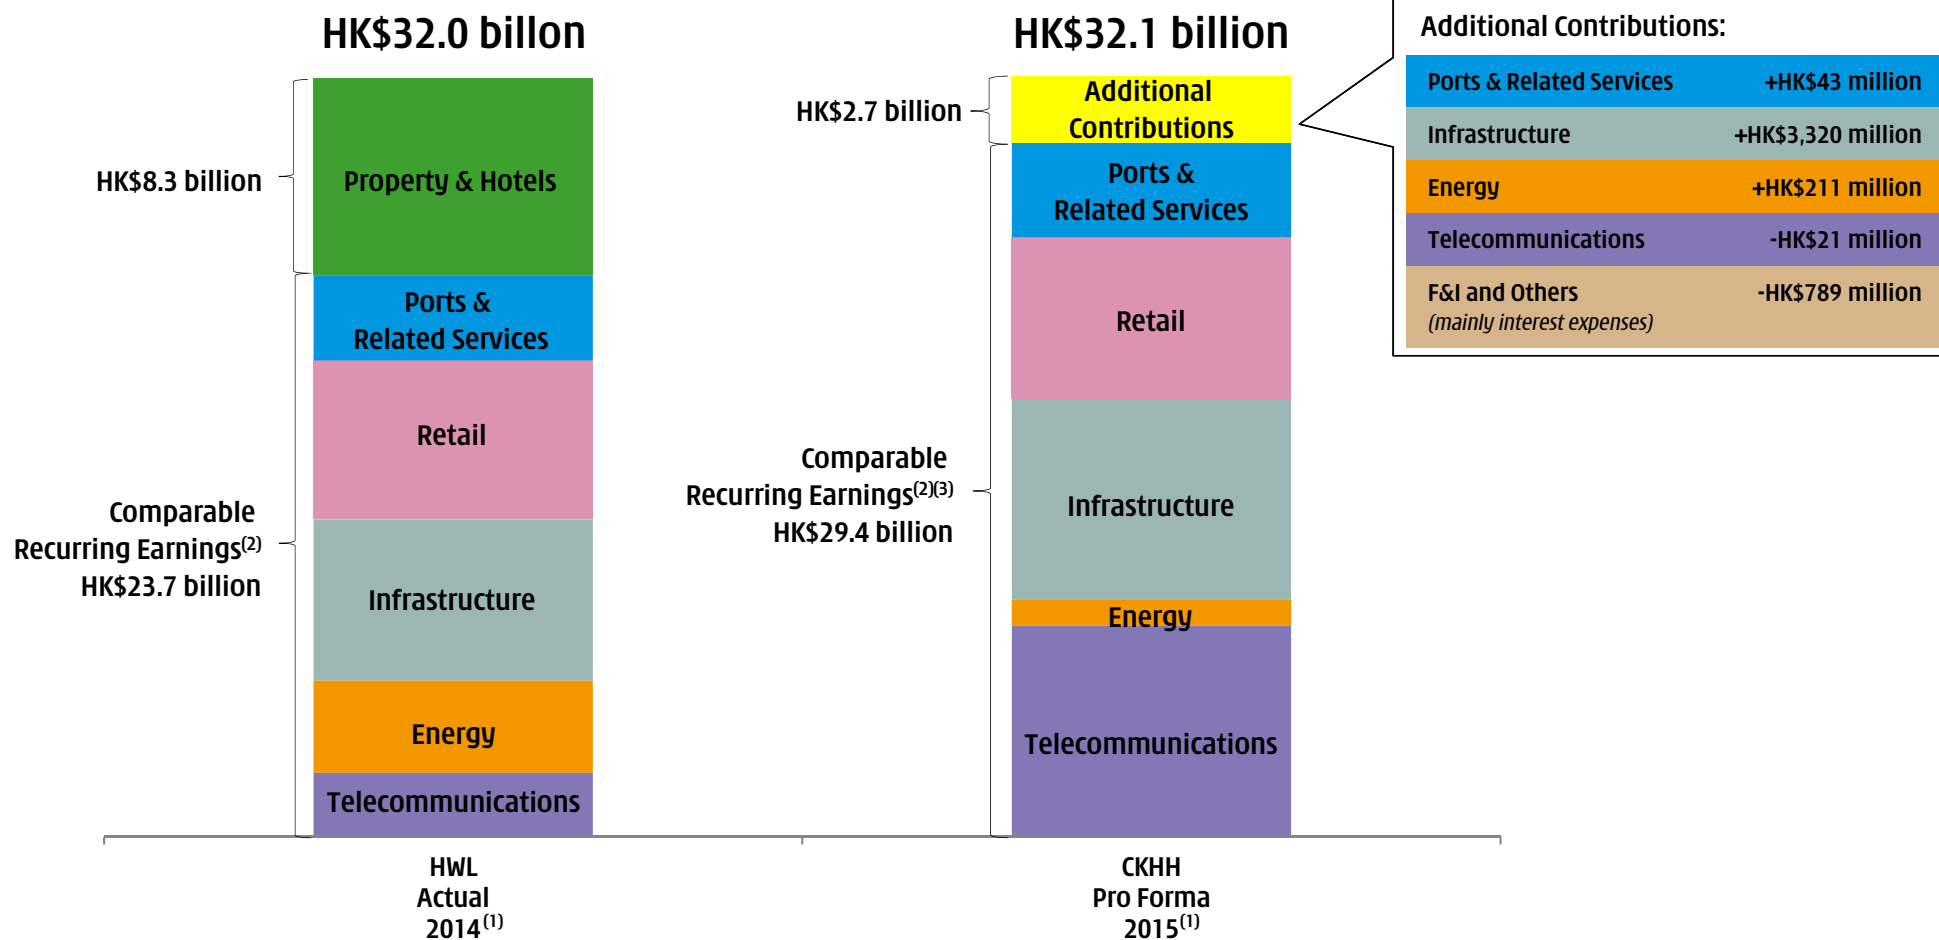 HK$32.0 billon
HK$8.3 billion
Property & Hotels
Ports &
Related Services
Retail
Comparable
Recurring Earnings(2)
HK$23.7 billion
Infrastructure
Energy
Telecommunications
HWL
Actual
2014(1)
HK$32.1 billion
HK$2.7 billion
Additional
Contributions
Ports &
Related Services
Retail
Comparable
Recurring Earnings(2)(3)
HK$29.4 billion
Infrastructure
Energy
Telecommunications
CKHH
Pro Forma
2015(1)
Additional Contributions:
Ports & Related Services +HK$43 million
Infrastructure +HK$3,320 million
Energy +HK$211 million
Telecommunications -HK$21 million
F&I and Others -HK$789 million
(mainly interest expenses)